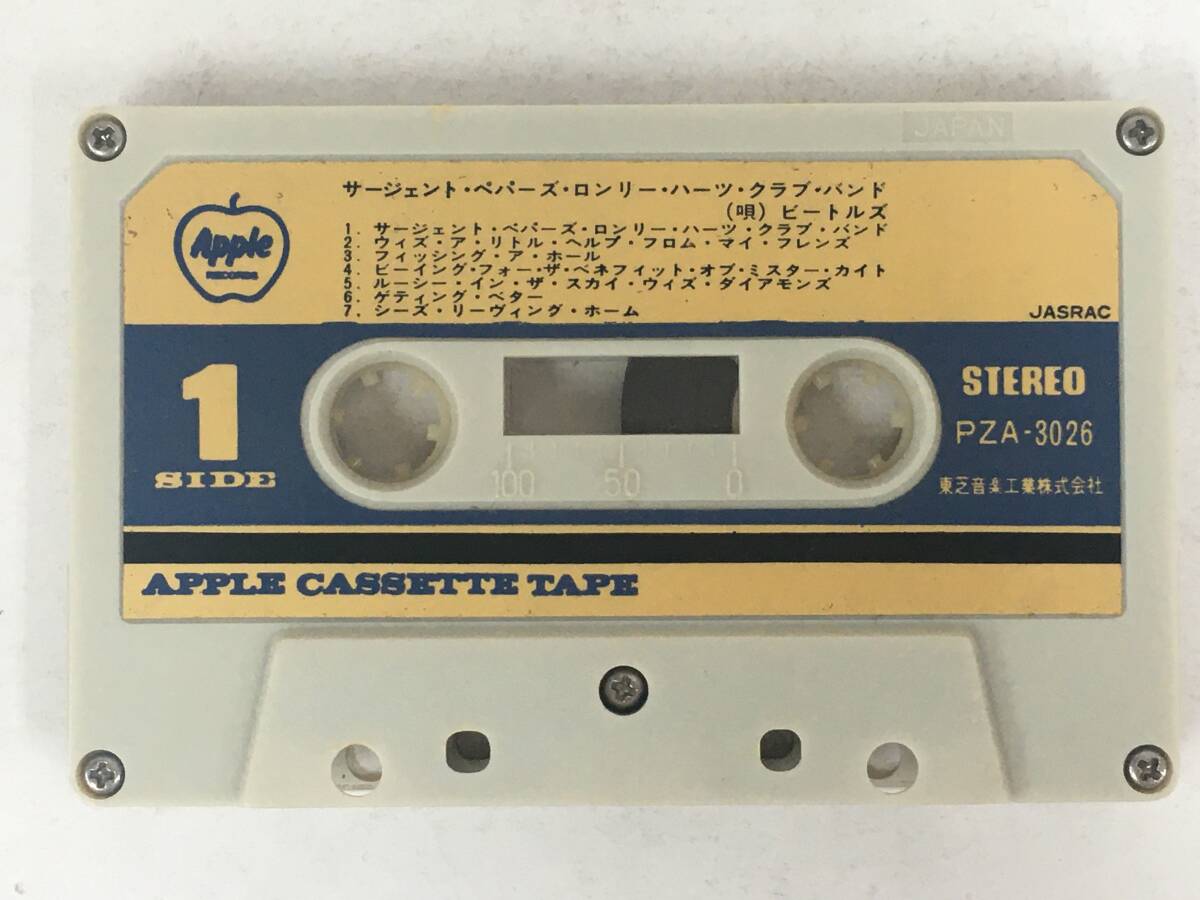 JAPAN
サージェント・ペパーズ・ロンリー・ハーツ・クラブ・バンド
(唄) ビートルズ
1. サージェント・ペパーズ・ロンリー・ハーツ・クラブ・バンド
2. ウィズ・ア・リトル・ヘルプ・フロム・マイ・フレンズ
3. フィッシング・ア・ホール
4. ビーイング・フォー・ザ・ベネフィット・オブ・ミスター・カイト
5. ルーシー・イン・ザ・スカイ・ウィズ・ダイアモンズ
6. ゲティング・ベター
7. シーズ・リーヴィング・ホーム
Apple
RECORDS
JASRAC
1
SIDE
100 50 0
STEREO
PZA-3026
東芝音楽工業株式会社
APPLE CASSETTE TAPE